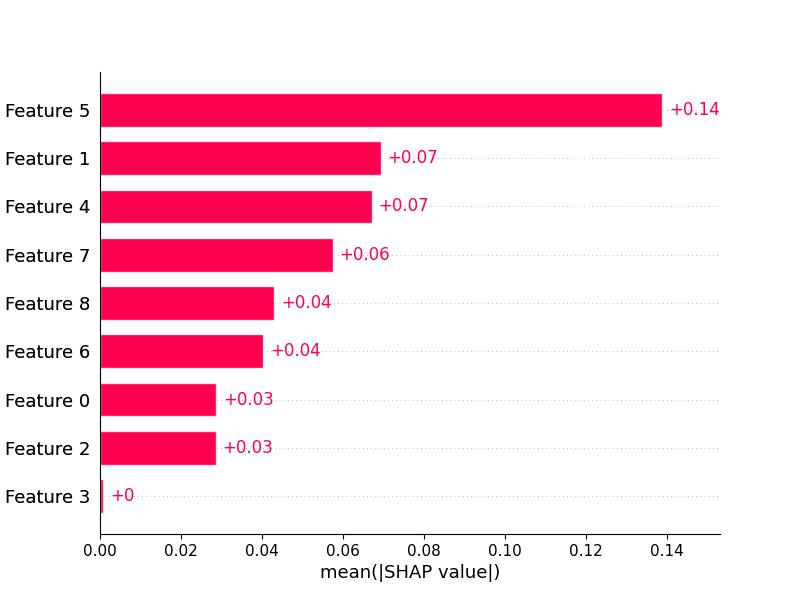 Feature 5 +0.14
Feature 1 +0.07
Feature 4 +0.07
Feature 7 +0.06
Feature 8 +0.04
Feature 6 +0.04
Feature 0 +0.03
Feature 2 +0.03
Feature 3 +0
0.00 0.02 0.04 0.06 0.08 0.10 0.12 0.14
mean(|SHAP value|)